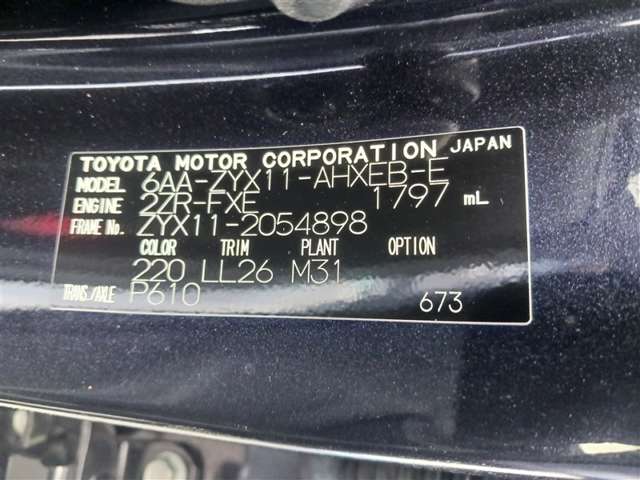 TOYOTA MOTOR CORPORATION JAPAN
MODEL 6AA-ZYX11-AHXEB-E
ENGINE 2ZR-FXE 1797 mL
FRAME No. ZYX11-2054898
COLOR TRIM PLANT OPTION
220 LL26 M31
TRANS./AXLE P610
673